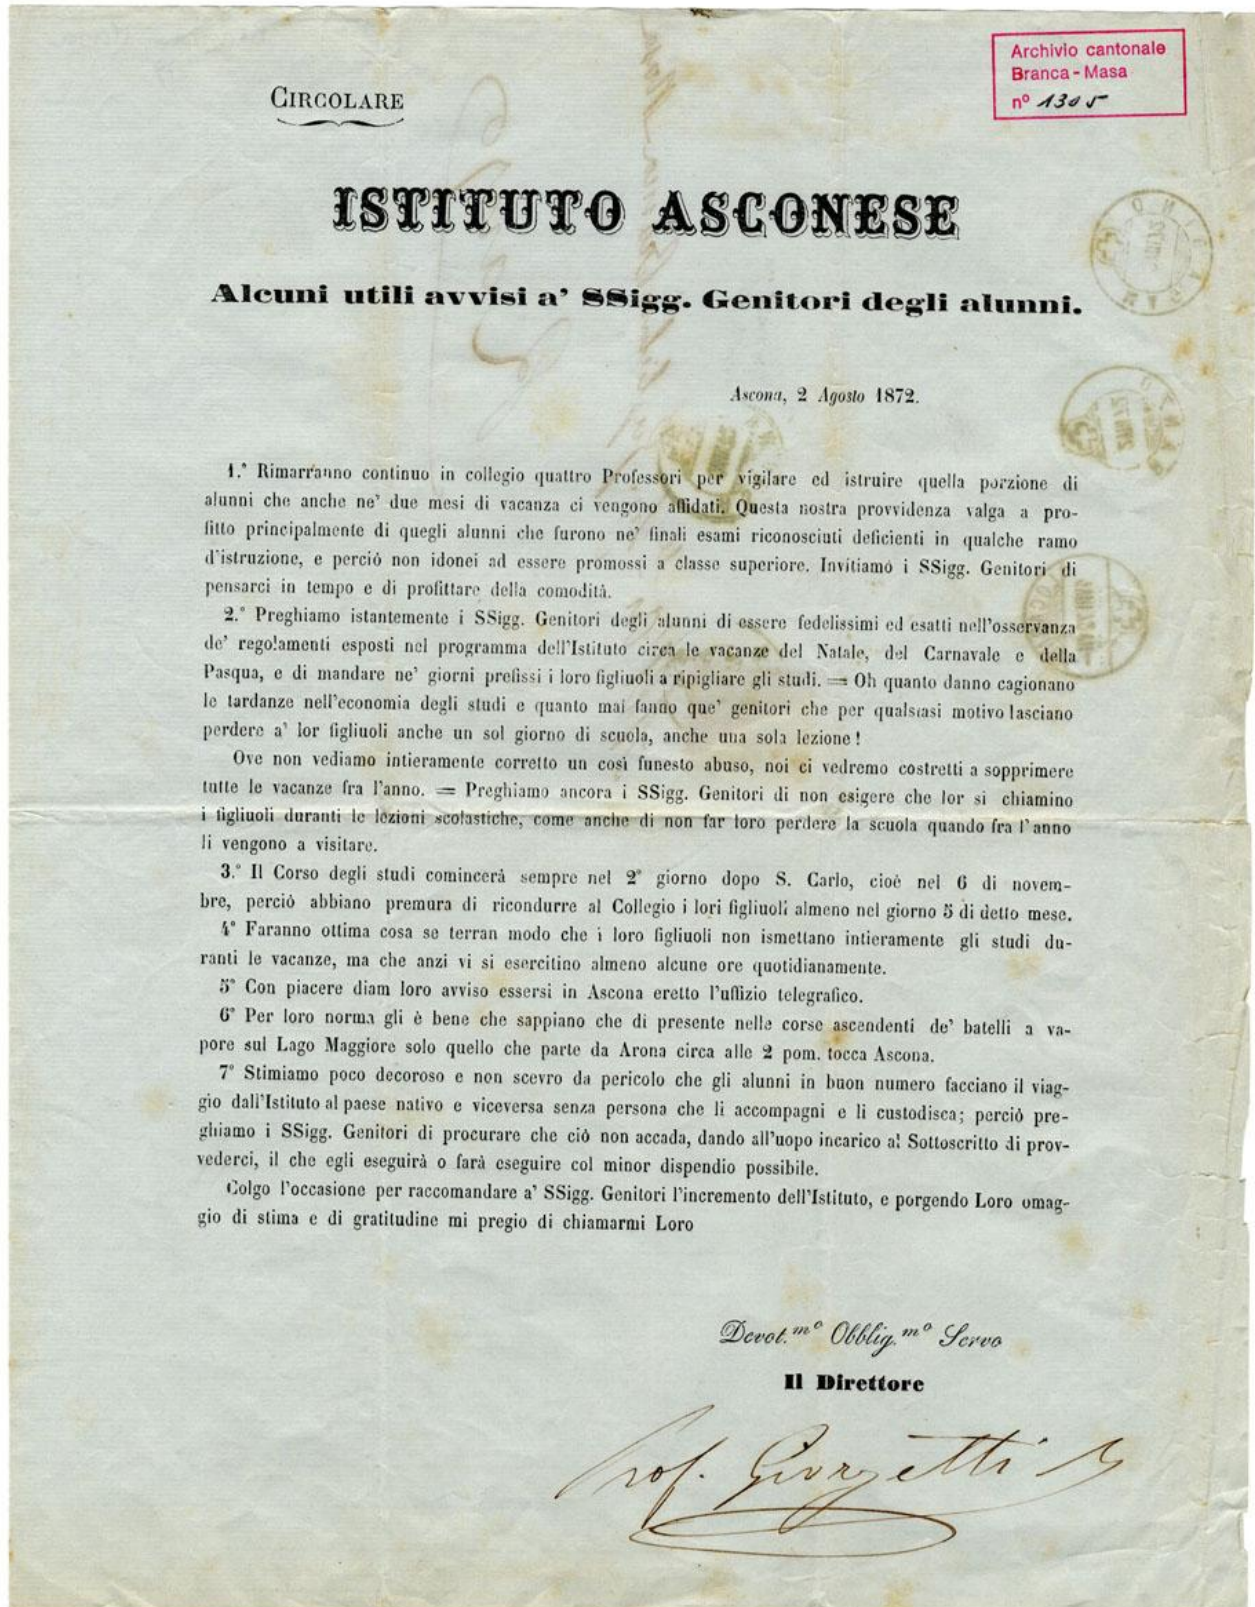 Archivio cantonale
Branca - Masa
nº 1305
CIRCOLARE
ISTITUTO ASCONESE
Alcuni utili avvisi a' SSigg. Genitori degli alunni.
Ascona, 2 Agosto 1872.
1.° Rimarranno continuo in collegio quattro Professori per vigilare ed istruire quella porzione di
alunni che anche ne' due mesi di vacanza ci vengono affidati. Questa nostra provvidenza valga a pro-
fitto principalmente di quegli alunni che furono ne' finali esami riconosciuti deficienti in qualche ramo
d'istruzione, e perciò non idonei ad essere promossi a classe superiore. Invitiamo i SSigg. Genitori di
pensarci in tempo e di profittare della comodità.
2.° Preghiamo istantemente i SSigg. Genitori degli alunni di essere fedelissimi ed esatti nell'osservanza
de' regolamenti esposti nel programma dell'Istituto circa le vacanze del Natale, del Carnavale e della
Pasqua, e di mandare ne' giorni prefissi i loro figliuoli a ripigliare gli studi. = Oh quanto danno cagionano
le tardanze nell'economia degli studi e quanto mai fanno que' genitori che per qualsiasi motivo lasciano
perdere a' lor figliuoli anche un sol giorno di scuola, anche una sola lezione !
Ove non vediamo intieramente corretto un così funesto abuso, noi ci vedremo costretti a sopprimere
tutte le vacanze fra l'anno. = Preghiamo ancora i SSigg. Genitori di non esigere che lor si chiamino
i figliuoli duranti le lezioni scolastiche, come anche di non far loro perdere la scuola quando fra l'anno
li vengono a visitare.
3.° Il Corso degli studi comincerà sempre nel 2° giorno dopo S. Carlo, cioè nel 6 di novem-
bre, perciò abbiano premura di ricondurre al Collegio i lori figliuoli almeno nel giorno 5 di detto mese.
4° Faranno ottima cosa se terran modo che i loro figliuoli non ismettano intieramente gli studi du-
ranti le vacanze, ma che anzi vi si esercitino almeno alcune ore quotidianamente.
5° Con piacere diam loro avviso essersi in Ascona eretto l'uffizio telegrafico.
6° Per loro norma gli è bene che sappiano che di presente nelle corse ascendenti de' batelli a va-
pore sul Lago Maggiore solo quello che parte da Arona circa alle 2 pom. tocca Ascona.
7° Stimiamo poco decoroso e non scevro da pericolo che gli alunni in buon numero facciano il viag-
gio dall'Istituto al paese nativo e viceversa senza persona che li accompagni e li custodisca; perciò pre-
ghiamo i SSigg. Genitori di procurare che ciò non accada, dando all'uopo incarico al Sottoscritto di prov-
vederci, il che egli eseguirà o farà eseguire col minor dispendio possibile.
Colgo l'occasione per raccomandare a' SSigg. Genitori l'incremento dell'Istituto, e porgendo Loro omag-
gio di stima e di gratitudine mi pregio di chiamarmi Loro
Devot.mo Obblig.mo Servo
Il Direttore
Prof. Giorgetti